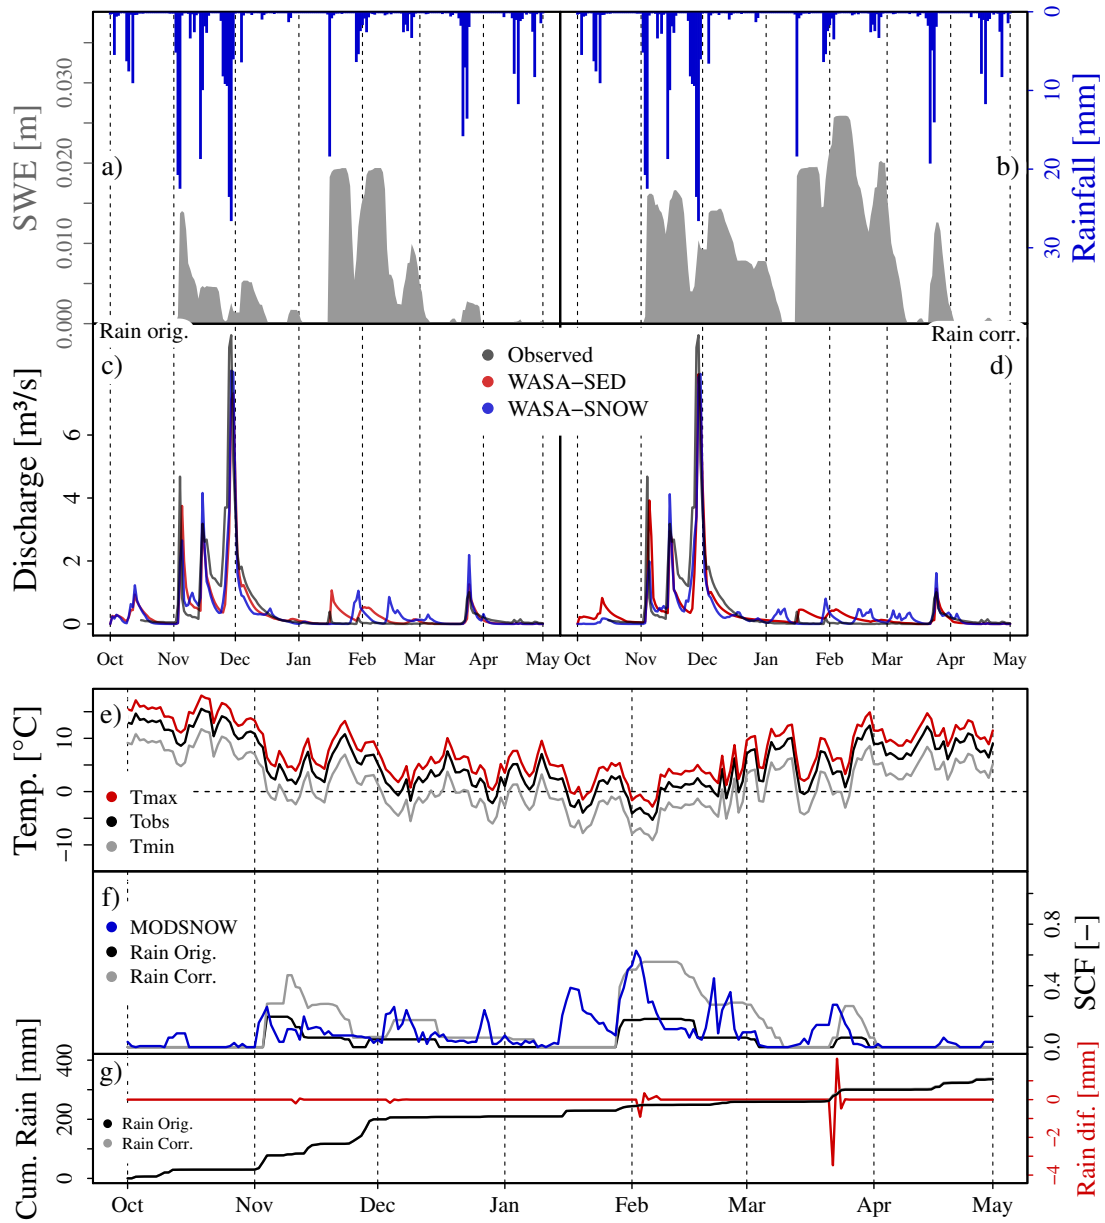 SWE [m]
0.000 0.010 0.020 0.030
a)
b)
0 10 20 30
Rainfall [mm]
Rain orig.
Rain corr.
c)
d)
Observed
WASA−SED
WASA−SNOW
Discharge [m³/s]
0 2 4 6
Oct Nov Dec Jan Feb Mar Apr May Oct Nov Dec Jan Feb Mar Apr May
Temp. [°C]
−10 0 10
e)
Tmax
Tobs
Tmin
f)
MODSNOW
Rain Orig.
Rain Corr.
0.0 0.4 0.8
SCF [−]
Cum. Rain [mm]
0 200 400
g)
Rain Orig.
Rain Corr.
−4 −2 0
Rain dif. [mm]
Oct Nov Dec Jan Feb Mar Apr May